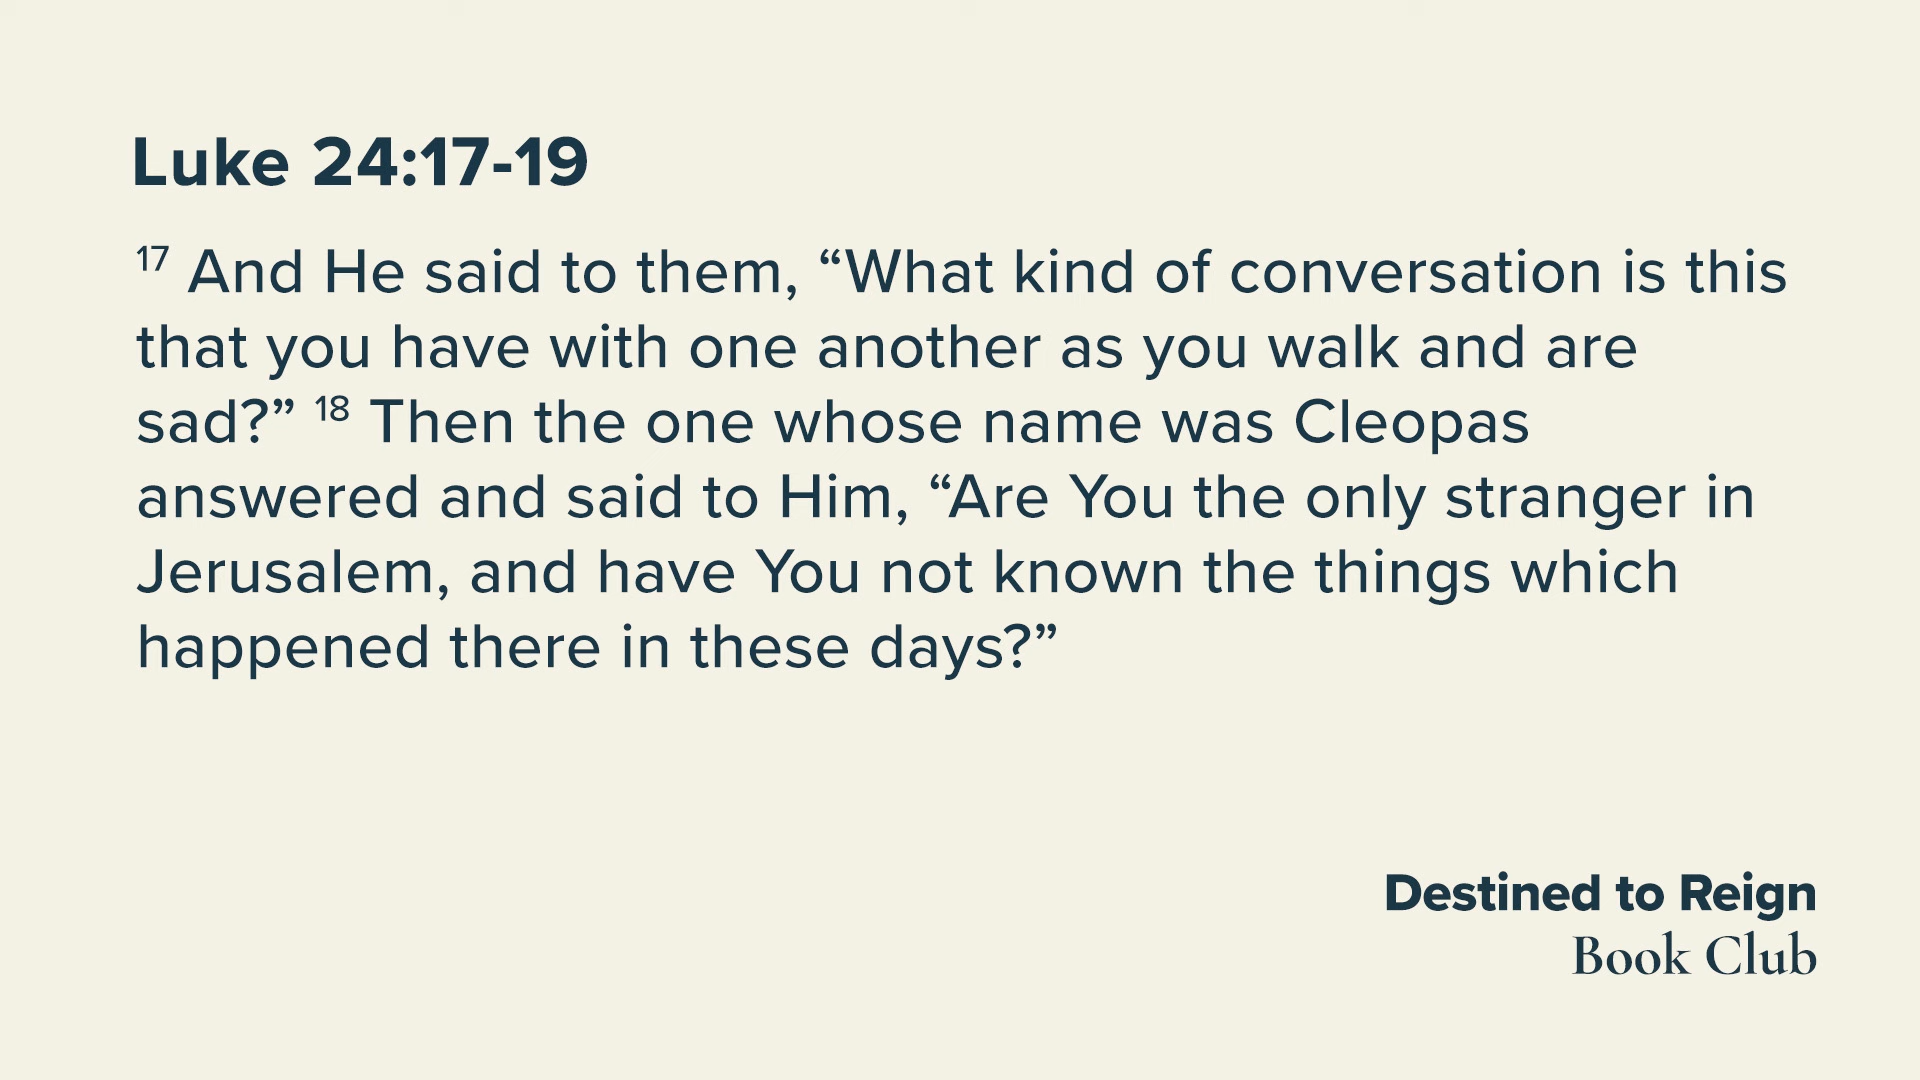 Luke 24:17-19
17 And He said to them, “What kind of conversation is this
that you have with one another as you walk and are
sad?” 18 Then the one whose name was Cleopas
answered and said to Him, “Are You the only stranger in
Jerusalem, and have You not known the things which
happened there in these days?”
Destined to Reign
Book Club